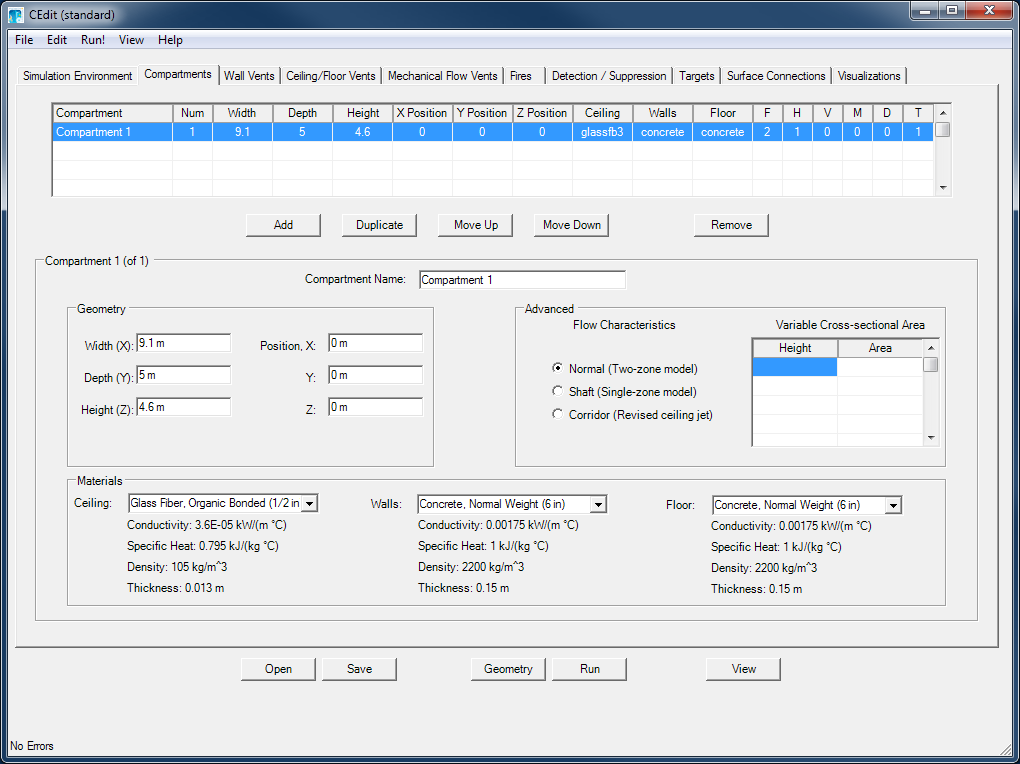 CEdit (standard)
File Edit Run! View Help
Simulation Environment Compartments Wall Vents Ceiling/Floor Vents Mechanical Flow Vents Fires Detection / Suppression Targets Surface Connections Visualizations
Compartment Num Width Depth Height X Position Y Position Z Position Ceiling Walls Floor F H V M D T
Compartment 1 1 9.1 5 4.6 0 0 0 glassfb3 concrete concrete 2 1 0 0 0 1
Add Duplicate Move Up Move Down Remove
Compartment 1 (of 1)
Compartment Name: Compartment 1
Geometry
Width (X): 9.1 m Position, X: 0 m
Depth (Y): 5 m Y: 0 m
Height (Z): 4.6 m Z: 0 m
Advanced
Flow Characteristics
Normal (Two-zone model)
Shaft (Single-zone model)
Corridor (Revised ceiling jet)
Variable Cross-sectional Area
Height Area
Materials
Ceiling: Glass Fiber, Organic Bonded (1/2 in
Conductivity: 3.6E-05 kW/(m °C)
Specific Heat: 0.795 kJ/(kg °C)
Density: 105 kg/m^3
Thickness: 0.013 m
Walls: Concrete, Normal Weight (6 in)
Conductivity: 0.00175 kW/(m °C)
Specific Heat: 1 kJ/(kg °C)
Density: 2200 kg/m^3
Thickness: 0.15 m
Floor: Concrete, Normal Weight (6 in)
Conductivity: 0.00175 kW/(m °C)
Specific Heat: 1 kJ/(kg °C)
Density: 2200 kg/m^3
Thickness: 0.15 m
Open Save Geometry Run View
No Errors